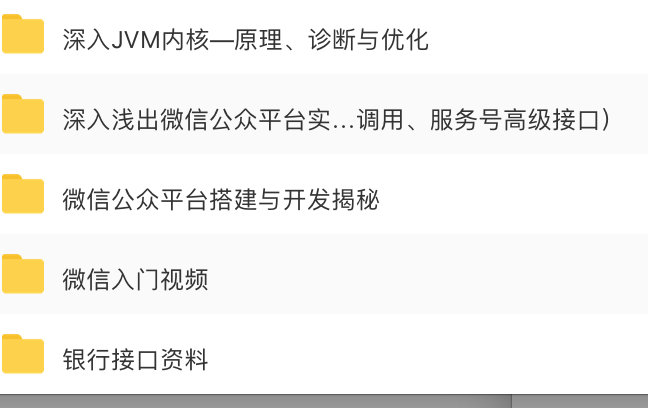 深入JVM内核—原理、诊断与优化
深入浅出微信公众平台实...调用、服务号高级接口）
微信公众平台搭建与开发揭秘
微信入门视频
银行接口资料